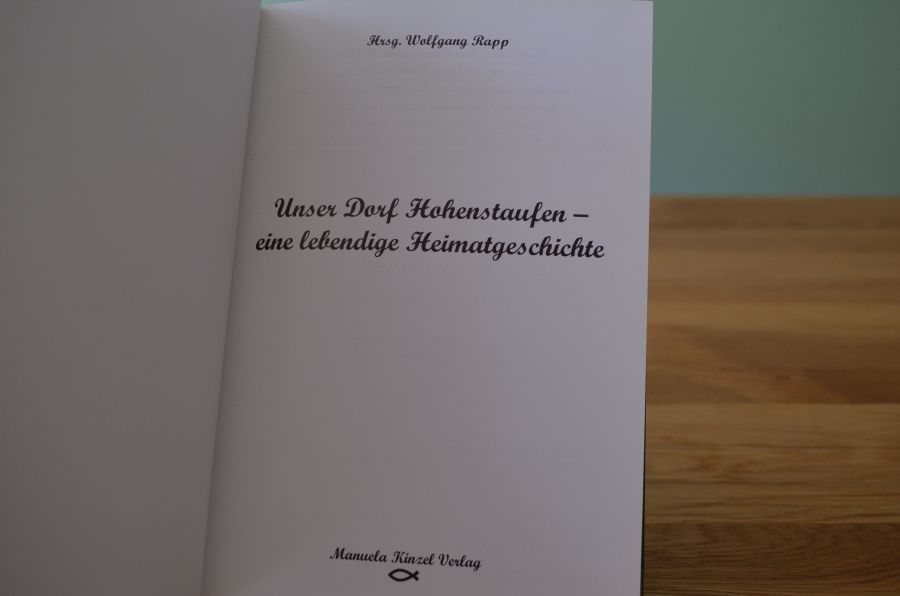 Hrsg. Wolfgang Rapp
Unser Dorf Hohenstaufen –
eine lebendige Heimatgeschichte
Manuela Kinzel Verlag